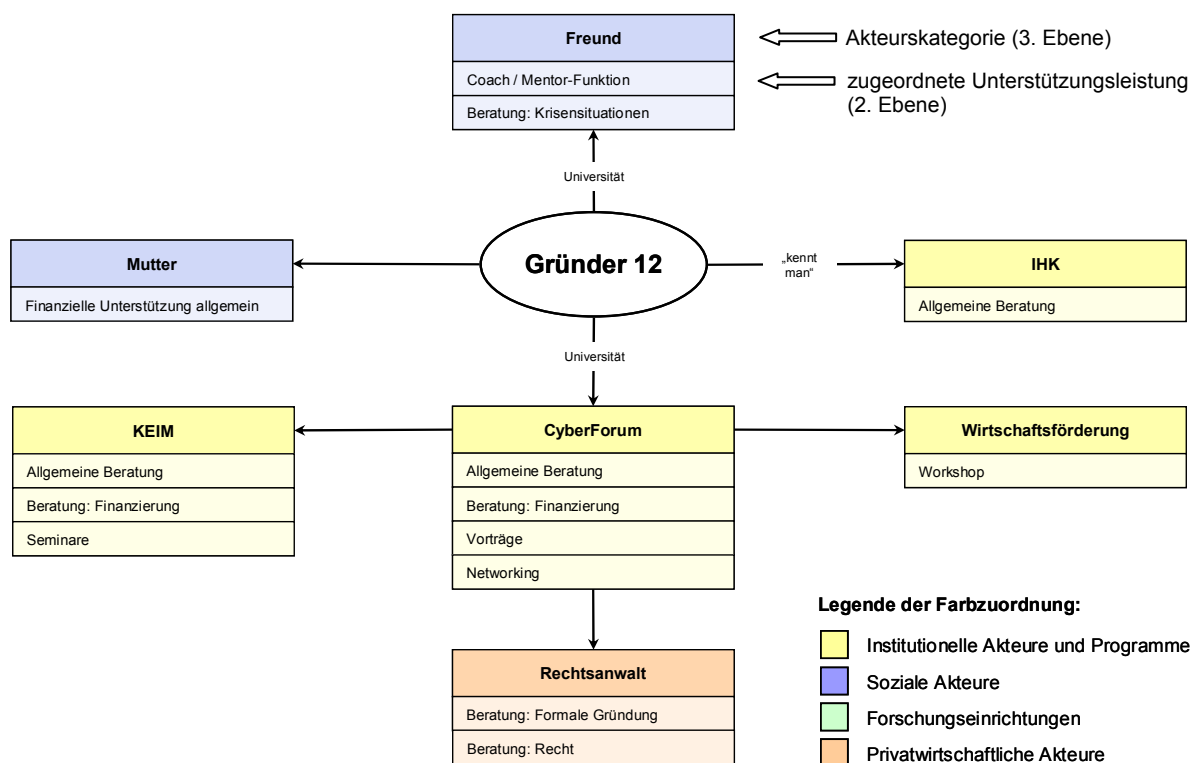 Freund
Coach / Mentor-Funktion
Beratung: Krisensituationen
Akteurskategorie (3. Ebene)
zugeordnete Unterstützungsleistung
(2. Ebene)
Universität
Mutter
Finanzielle Unterstützung allgemein
Gründer 12
„kennt
man“
IHK
Allgemeine Beratung
Universität
KEIM
Allgemeine Beratung
Beratung: Finanzierung
Seminare
CyberForum
Allgemeine Beratung
Beratung: Finanzierung
Vorträge
Networking
Wirtschaftsförderung
Workshop
Rechtsanwalt
Beratung: Formale Gründung
Beratung: Recht
Legende der Farbzuordnung:
Institutionelle Akteure und Programme
Soziale Akteure
Forschungseinrichtungen
Privatwirtschaftliche Akteure